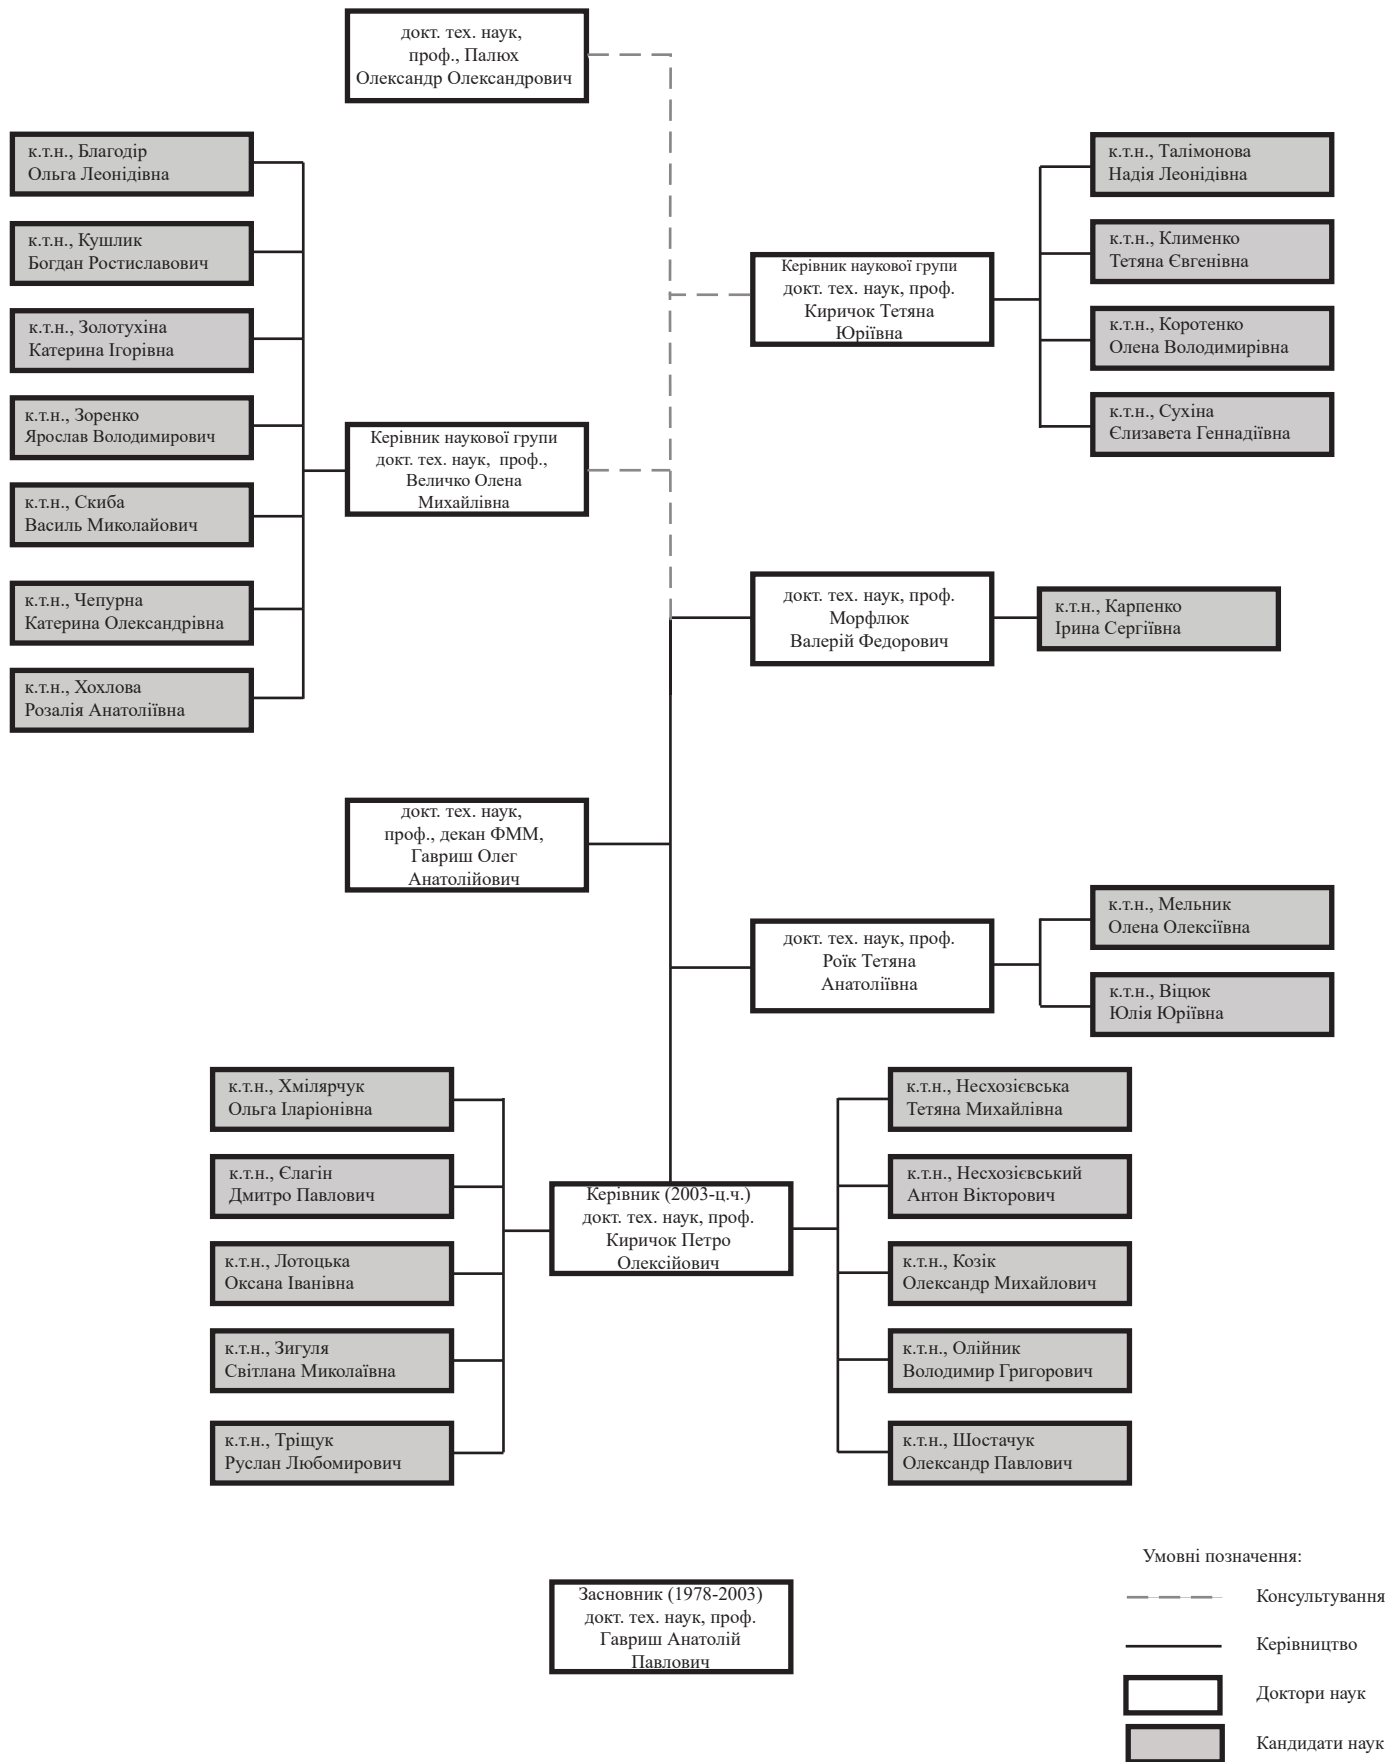 докт. тех. наук,
проф., Палюх
Олександр Олександрович
к.т.н., Благодір
Ольга Леонідівна
к.т.н., Кушлик
Богдан Ростиславович
к.т.н., Золотухіна
Катерина Ігорівна
к.т.н., Зоренко
Ярослав Володимирович
к.т.н., Скиба
Василь Миколайович
к.т.н., Чепурна
Катерина Олександрівна
к.т.н., Хохлова
Розалія Анатоліївна
Керівник наукової групи
докт. тех. наук, проф.,
Величко Олена
Михайлівна
Керівник наукової групи
докт. тех. наук, проф.
Киричок Тетяна
Юріївна
к.т.н., Талімонова
Надія Леонідівна
к.т.н., Клименко
Тетяна Євгенівна
к.т.н., Коротенко
Олена Володимирівна
к.т.н., Сухіна
Єлизавета Геннадіївна
докт. тех. наук, проф.
Морфлюк
Валерій Федорович
к.т.н., Карпенко
Ірина Сергіївна
докт. тех. наук,
проф., декан ФММ,
Гавриш Олег
Анатолійович
докт. тех. наук, проф.
Роїк Тетяна
Анатоліївна
к.т.н., Мельник
Олена Олексіївна
к.т.н., Віцюк
Юлія Юріївна
к.т.н., Хмілярчук
Ольга Іларіонівна
к.т.н., Єлагін
Дмитро Павлович
к.т.н., Лотоцька
Оксана Іванівна
к.т.н., Зигуля
Світлана Миколаївна
к.т.н., Тріщук
Руслан Любомирович
Керівник (2003-ц.ч.)
докт. тех. наук, проф.
Киричок Петро
Олексійович
к.т.н., Несхозієвська
Тетяна Михайлівна
к.т.н., Несхозієвський
Антон Вікторович
к.т.н., Козік
Олександр Михайлович
к.т.н., Олійник
Володимир Григорович
к.т.н., Шостачук
Олександр Павлович
Засновник (1978-2003)
докт. тех. наук, проф.
Гавриш Анатолій
Павлович
Умовні позначення:
Консультування
Керівництво
Доктори наук
Кандидати наук